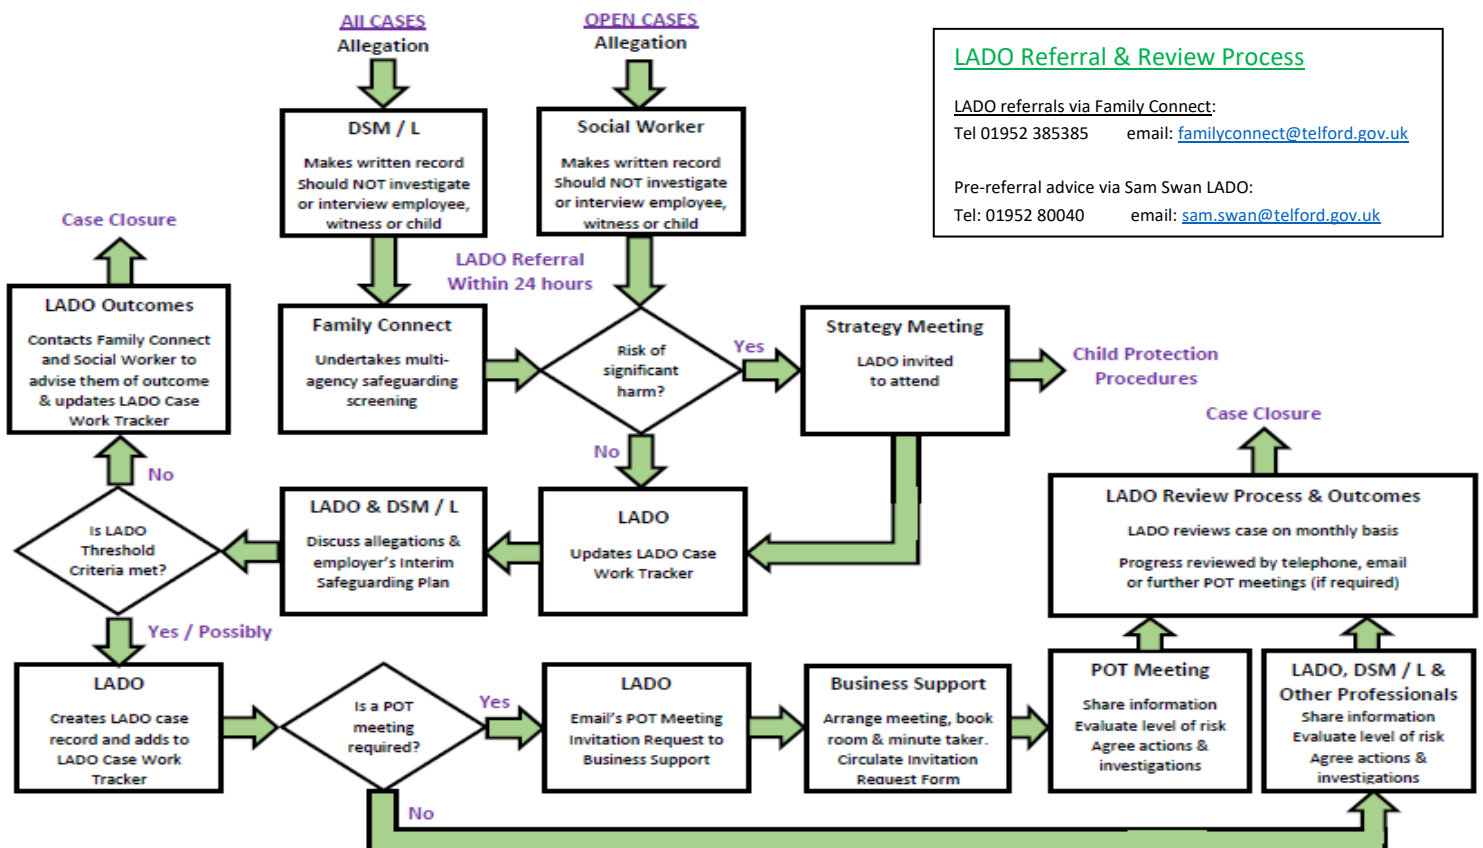 All CASES
Allegation
OPEN CASES
Allegation
LADO Referral & Review Process
LADO referrals via Family Connect:
Tel 01952 385385 email: familyconnect@telford.gov.uk
Pre-referral advice via Sam Swan LADO:
Tel: 01952 80040 email: sam.swan@telford.gov.uk
DSM / L
Makes written record
Should NOT investigate
or interview employee,
witness or child
Social Worker
Makes written record
Should NOT investigate
or interview employee,
witness or child
LADO Referral
Within 24 hours
Case Closure
LADO Outcomes
Contacts Family Connect
and Social Worker to
advise them of outcome
& updates LADO Case
Work Tracker
Family Connect
Undertakes multi-
agency safeguarding
screening
Risk of
significant
harm?
Yes
Strategy Meeting
LADO invited
to attend
Child Protection
Procedures
Case Closure
No
No
Is LADO
Threshold
Criteria met?
LADO & DSM / L
Discuss allegations &
employer's Interim
Safeguarding Plan
LADO
Updates LADO Case
Work Tracker
LADO Review Process & Outcomes
LADO reviews case on monthly basis
Progress reviewed by telephone, email
or further POT meetings (if required)
Yes / Possibly
LADO
Creates LADO case
record and adds to
LADO Case Work
Tracker
Is a POT
meeting
required?
Yes
LADO
Email's POT Meeting
Invitation Request to
Business Support
Business Support
Arrange meeting, book
room & minute taker.
Circulate Invitation
Request Form
POT Meeting
Share information
Evaluate level of risk
Agree actions &
investigations
LADO, DSM / L &
Other Professionals
Share information
Evaluate level of risk
Agree actions &
investigations
No